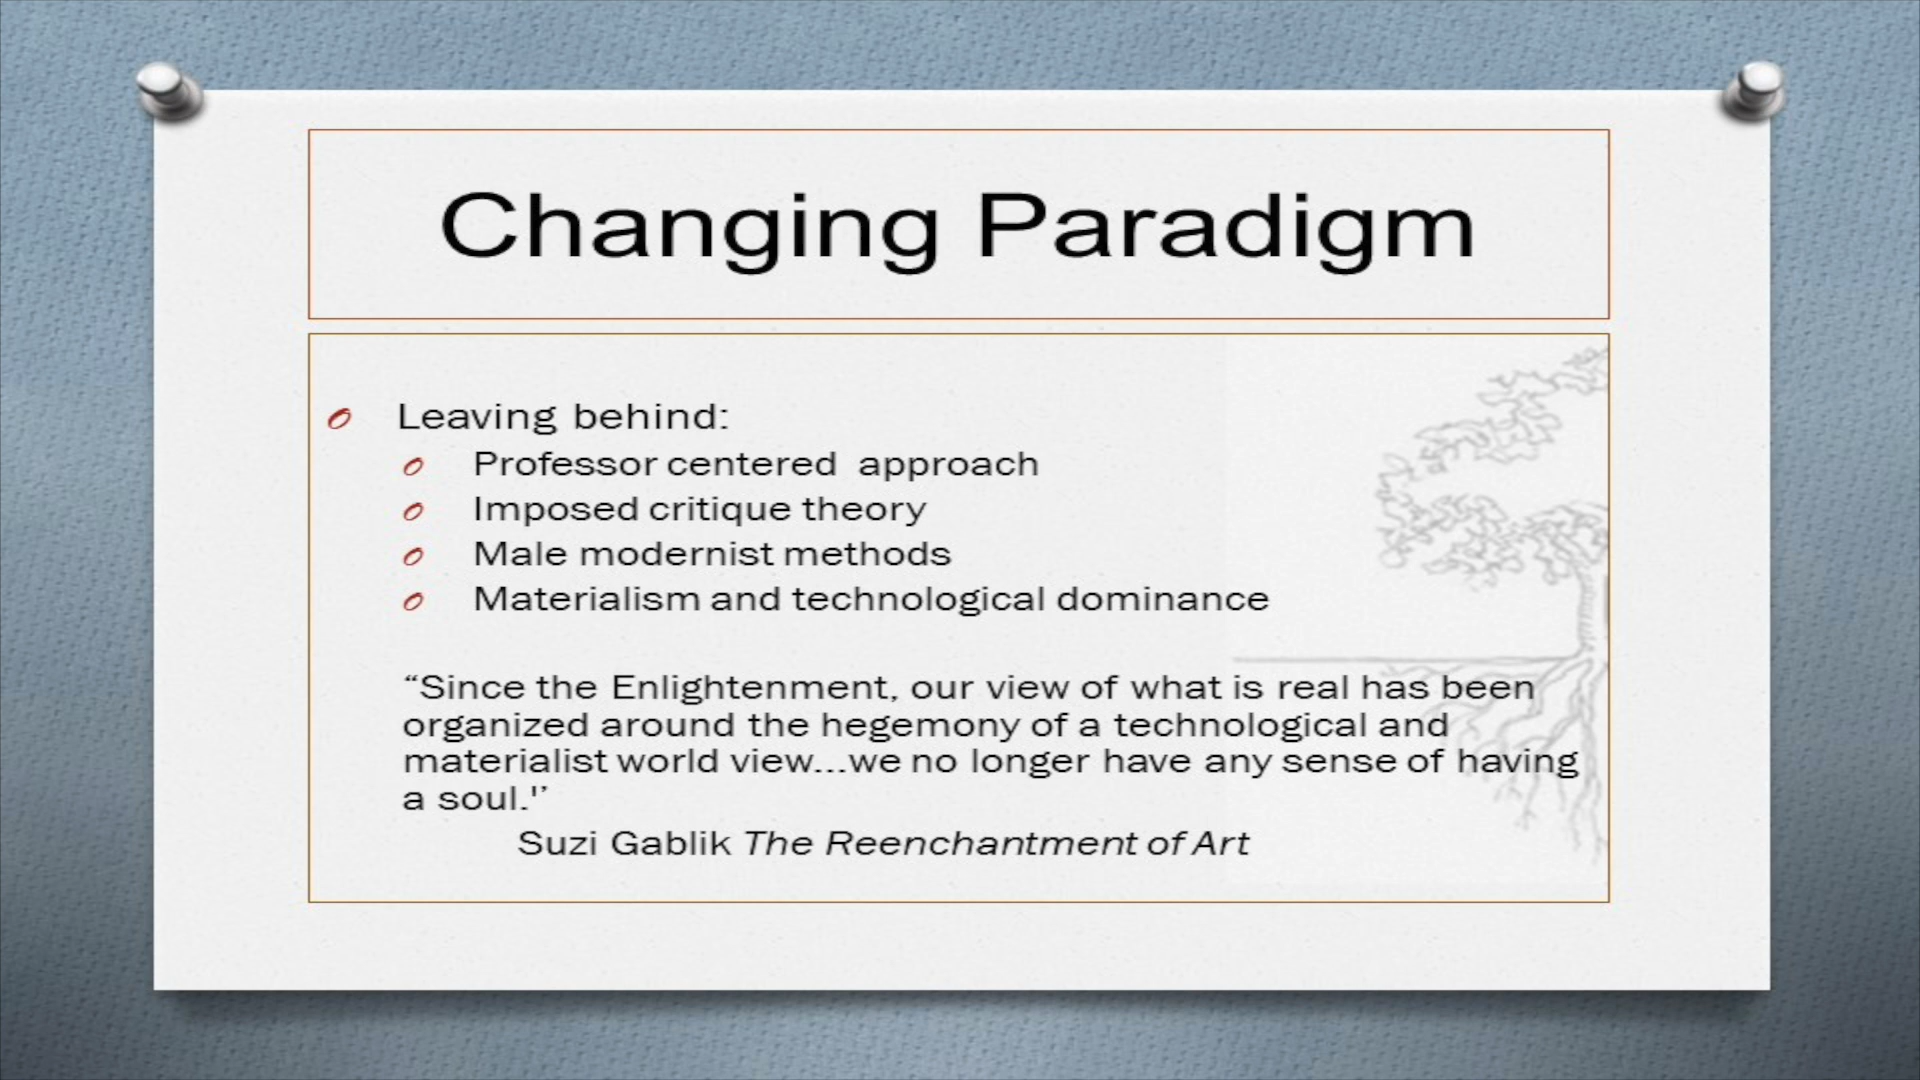 Changing Paradigm
Leaving behind:
Professor centered approach
Imposed critique theory
Male modernist methods
Materialism and technological dominance
“Since the Enlightenment, our view of what is real has been
organized around the hegemony of a technological and
materialist world view...we no longer have any sense of having
a soul.'’
Suzi Gablik The Reenchantment of Art